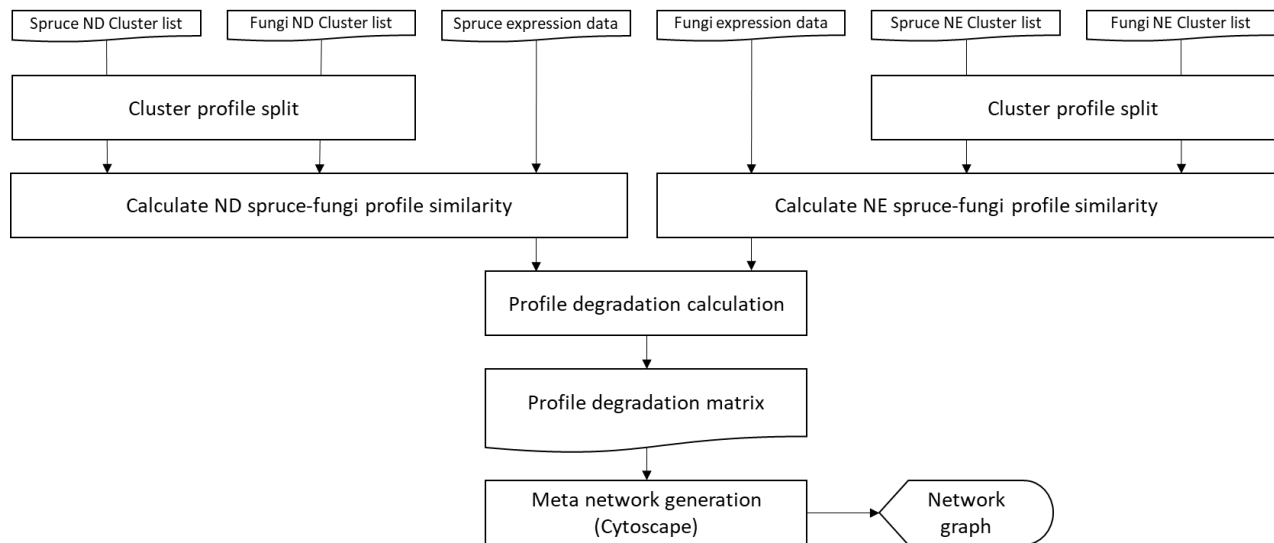 Spruce ND Cluster list
Fungi ND Cluster list
Spruce expression data
Fungi expression data
Spruce NE Cluster list
Fungi NE Cluster list
Cluster profile split
Cluster profile split
Calculate ND spruce-fungi profile similarity
Calculate NE spruce-fungi profile similarity
Profile degradation calculation
Profile degradation matrix
Meta network generation
(Cytoscape)
Network
graph